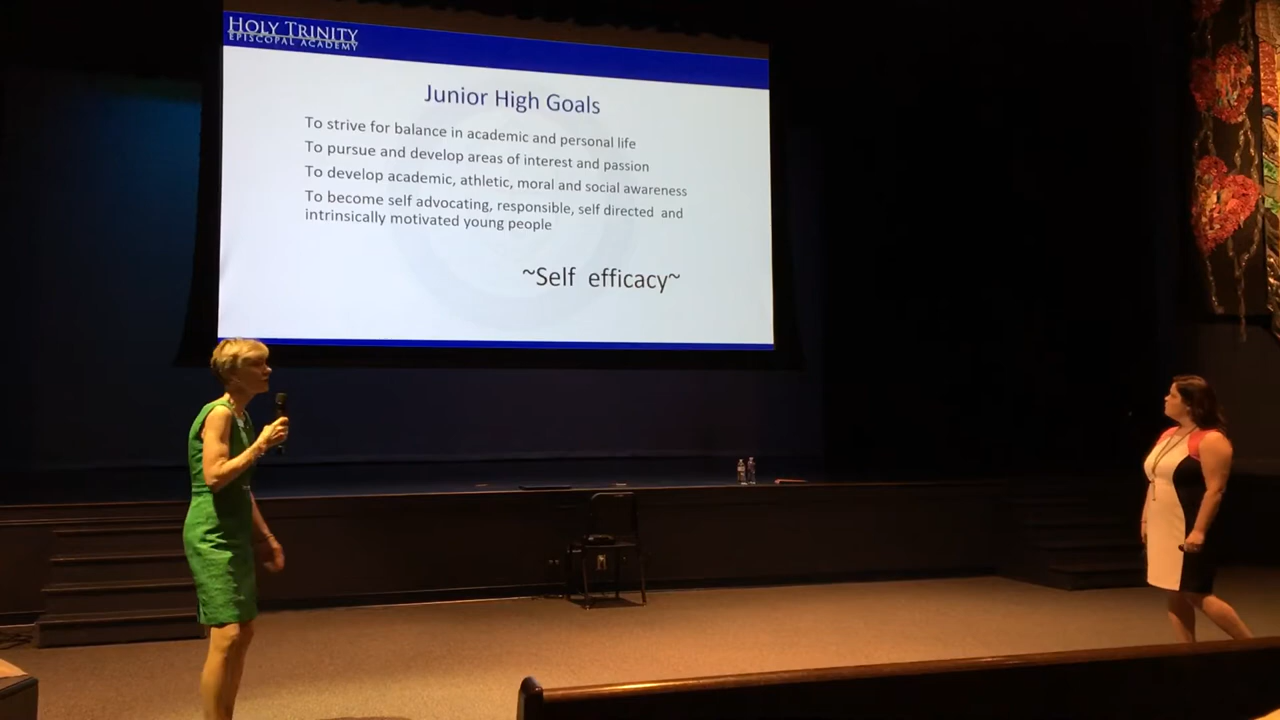 HOLY TRINITY
EPISCOPAL ACADEMY
Junior High Goals
To strive for balance in academic and personal life
To pursue and develop areas of interest and passion
To develop academic, athletic, moral and social awareness
To become self advocating, responsible, self directed and
intrinsically motivated young people
~Self efficacy~